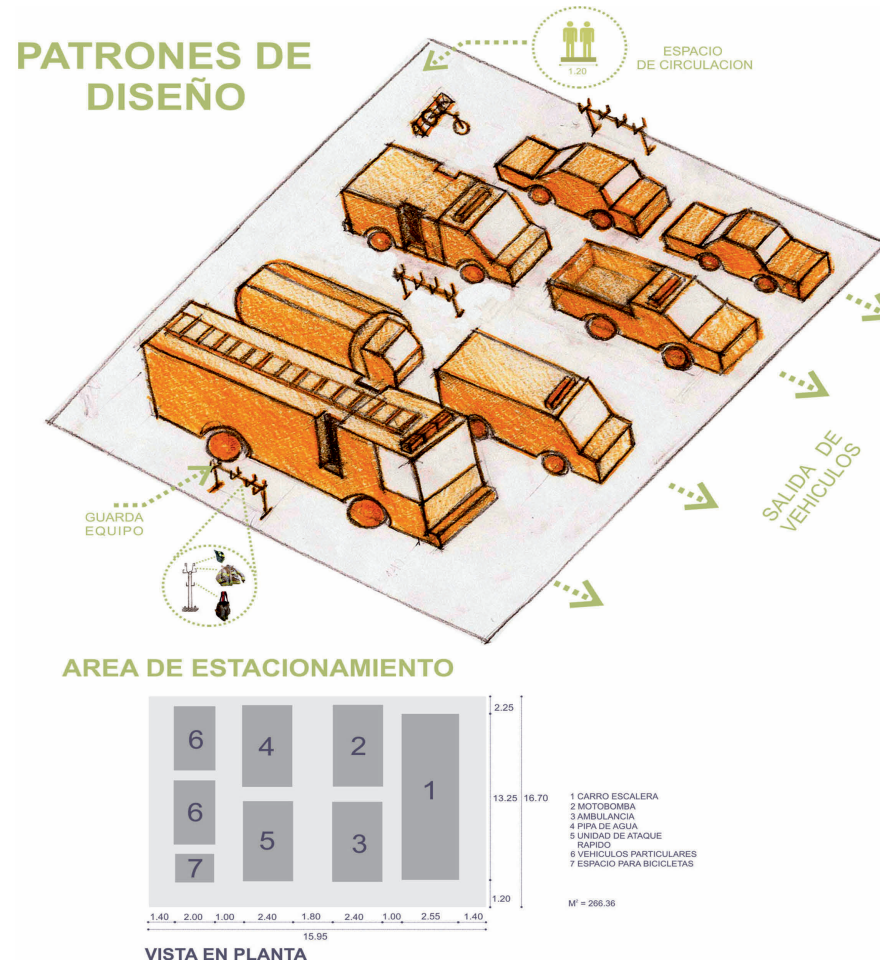 PATRONES DE
DISEÑO
1.20
ESPACIO
DE CIRCULACION
SALIDA DE
VEHICULOS
GUARDA
EQUIPO
AREA DE ESTACIONAMIENTO
6
4
2
1
6
5
3
7
2.25
13.25
16.70
1.20
1 CARRO ESCALERA
2 MOTOBOMBA
3 AMBULANCIA
4 PIPA DE AGUA
5 UNIDAD DE ATAQUE
RAPIDO
6 VEHICULOS PARTICULARES
7 ESPACIO PARA BICICLETAS
M² = 266.36
1.40 2.00 1.00 2.40 1.80 2.40 1.00 2.55 1.40
15.95
VISTA EN PLANTA